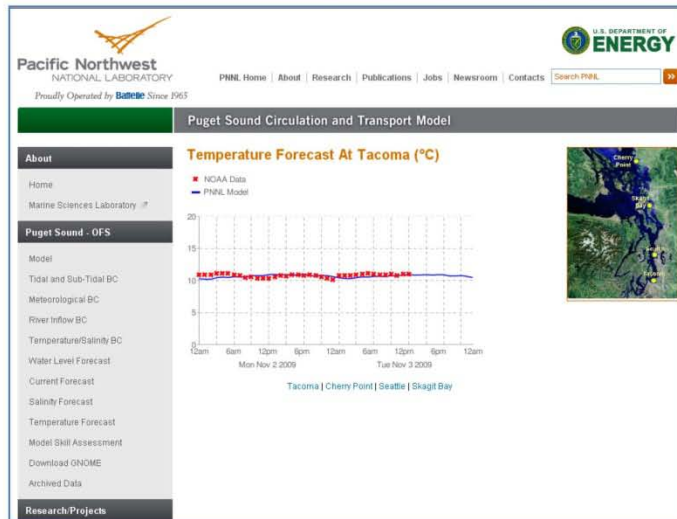 U.S. DEPARTMENT OF
ENERGY
Pacific Northwest
NATIONAL LABORATORY
Proudly Operated by Battelle Since 1965
PNNL Home | About | Research | Publications | Jobs | Newsroom | Contacts
Search PNNL
Puget Sound Circulation and Transport Model
About
Home
Marine Sciences Laboratory
Puget Sound - OFS
Model
Tidal and Sub-Tidal BC
Meteorological BC
River Inflow BC
Temperature/Salinity BC
Water Level Forecast
Current Forecast
Salinity Forecast
Temperature Forecast
Model Skill Assessment
Download GNOME
Archived Data
Research/Projects
Temperature Forecast At Tacoma (°C)
NOAA Data
PNNL Model
20
15
10
5
0
12am 6am 12pm 6pm 12am 6am 12pm 6pm 12am
Mon Nov 2 2009 Tue Nov 3 2009
Tacoma | Cherry Point | Seattle | Skagit Bay
Cherry
Point
Skagit
Bay
Seattle
Tacoma